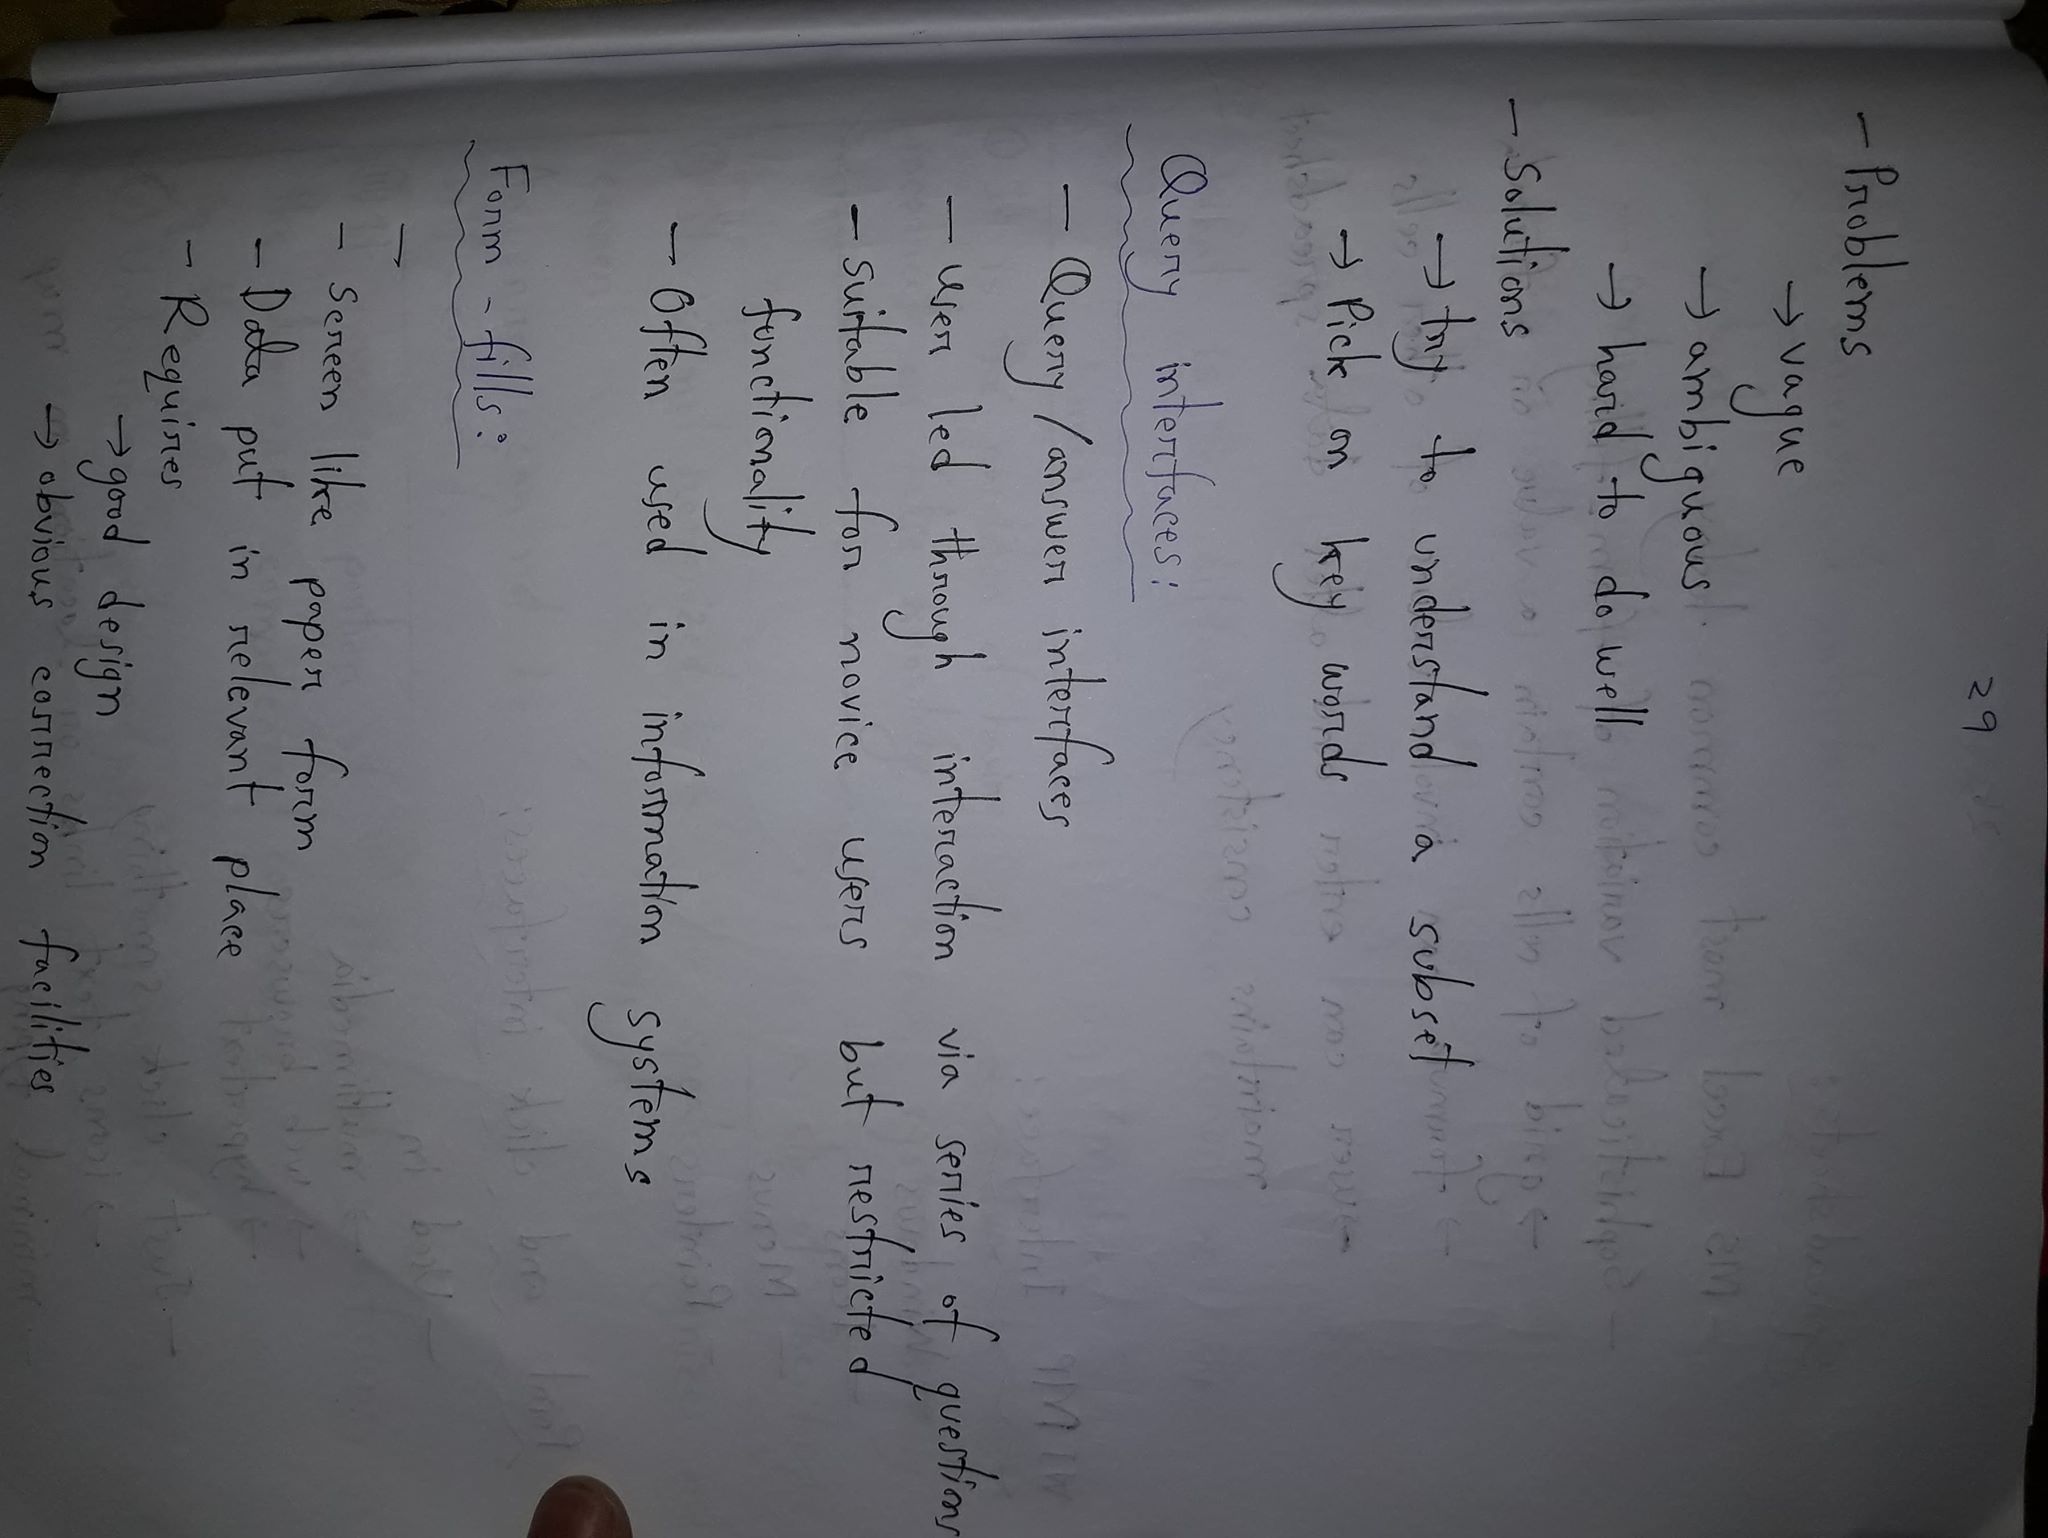 29
- Problems
→ vague
→ ambiguous
→ hard to do well
- Solutions
→ try to understand a subset
→ Pick on key words
Query interfaces:
- Query/answer interfaces
- User led through interaction via series of questions
- Suitable for novice users but restricted
functionality
- Often used in information systems
Form-fills:
-
- Screen like paper form
- Data put in relevant place
- Requires
→ good design
→ obvious correction facilities